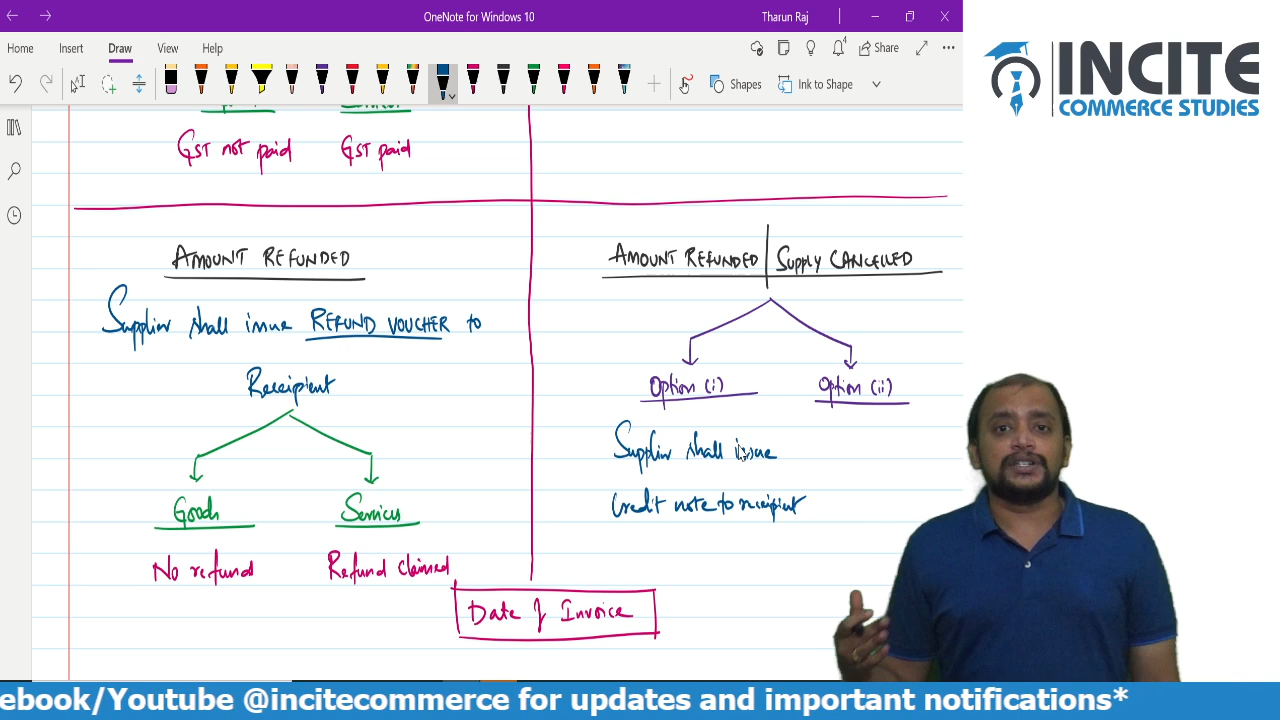 OneNote for Windows 10
Tharun Raj
Home Insert Draw View Help
4
Share
Shapes
Ink to Shape
INCITE
COMMERCE STUDIES
GST not paid
GST paid
AMOUNT REFUNDED
Supplier shall issue REFUND VOUCHER to
Receipient
Goods
Services
No refund
Refund claimed
AMOUNT REFUNDED | SUPPLY CANCELLED
Option (i)
Option (ii)
Supplier shall issue
Credit note to recipient
Date of Invoice
ebook/Youtube @incitecommerce for updates and important notifications*